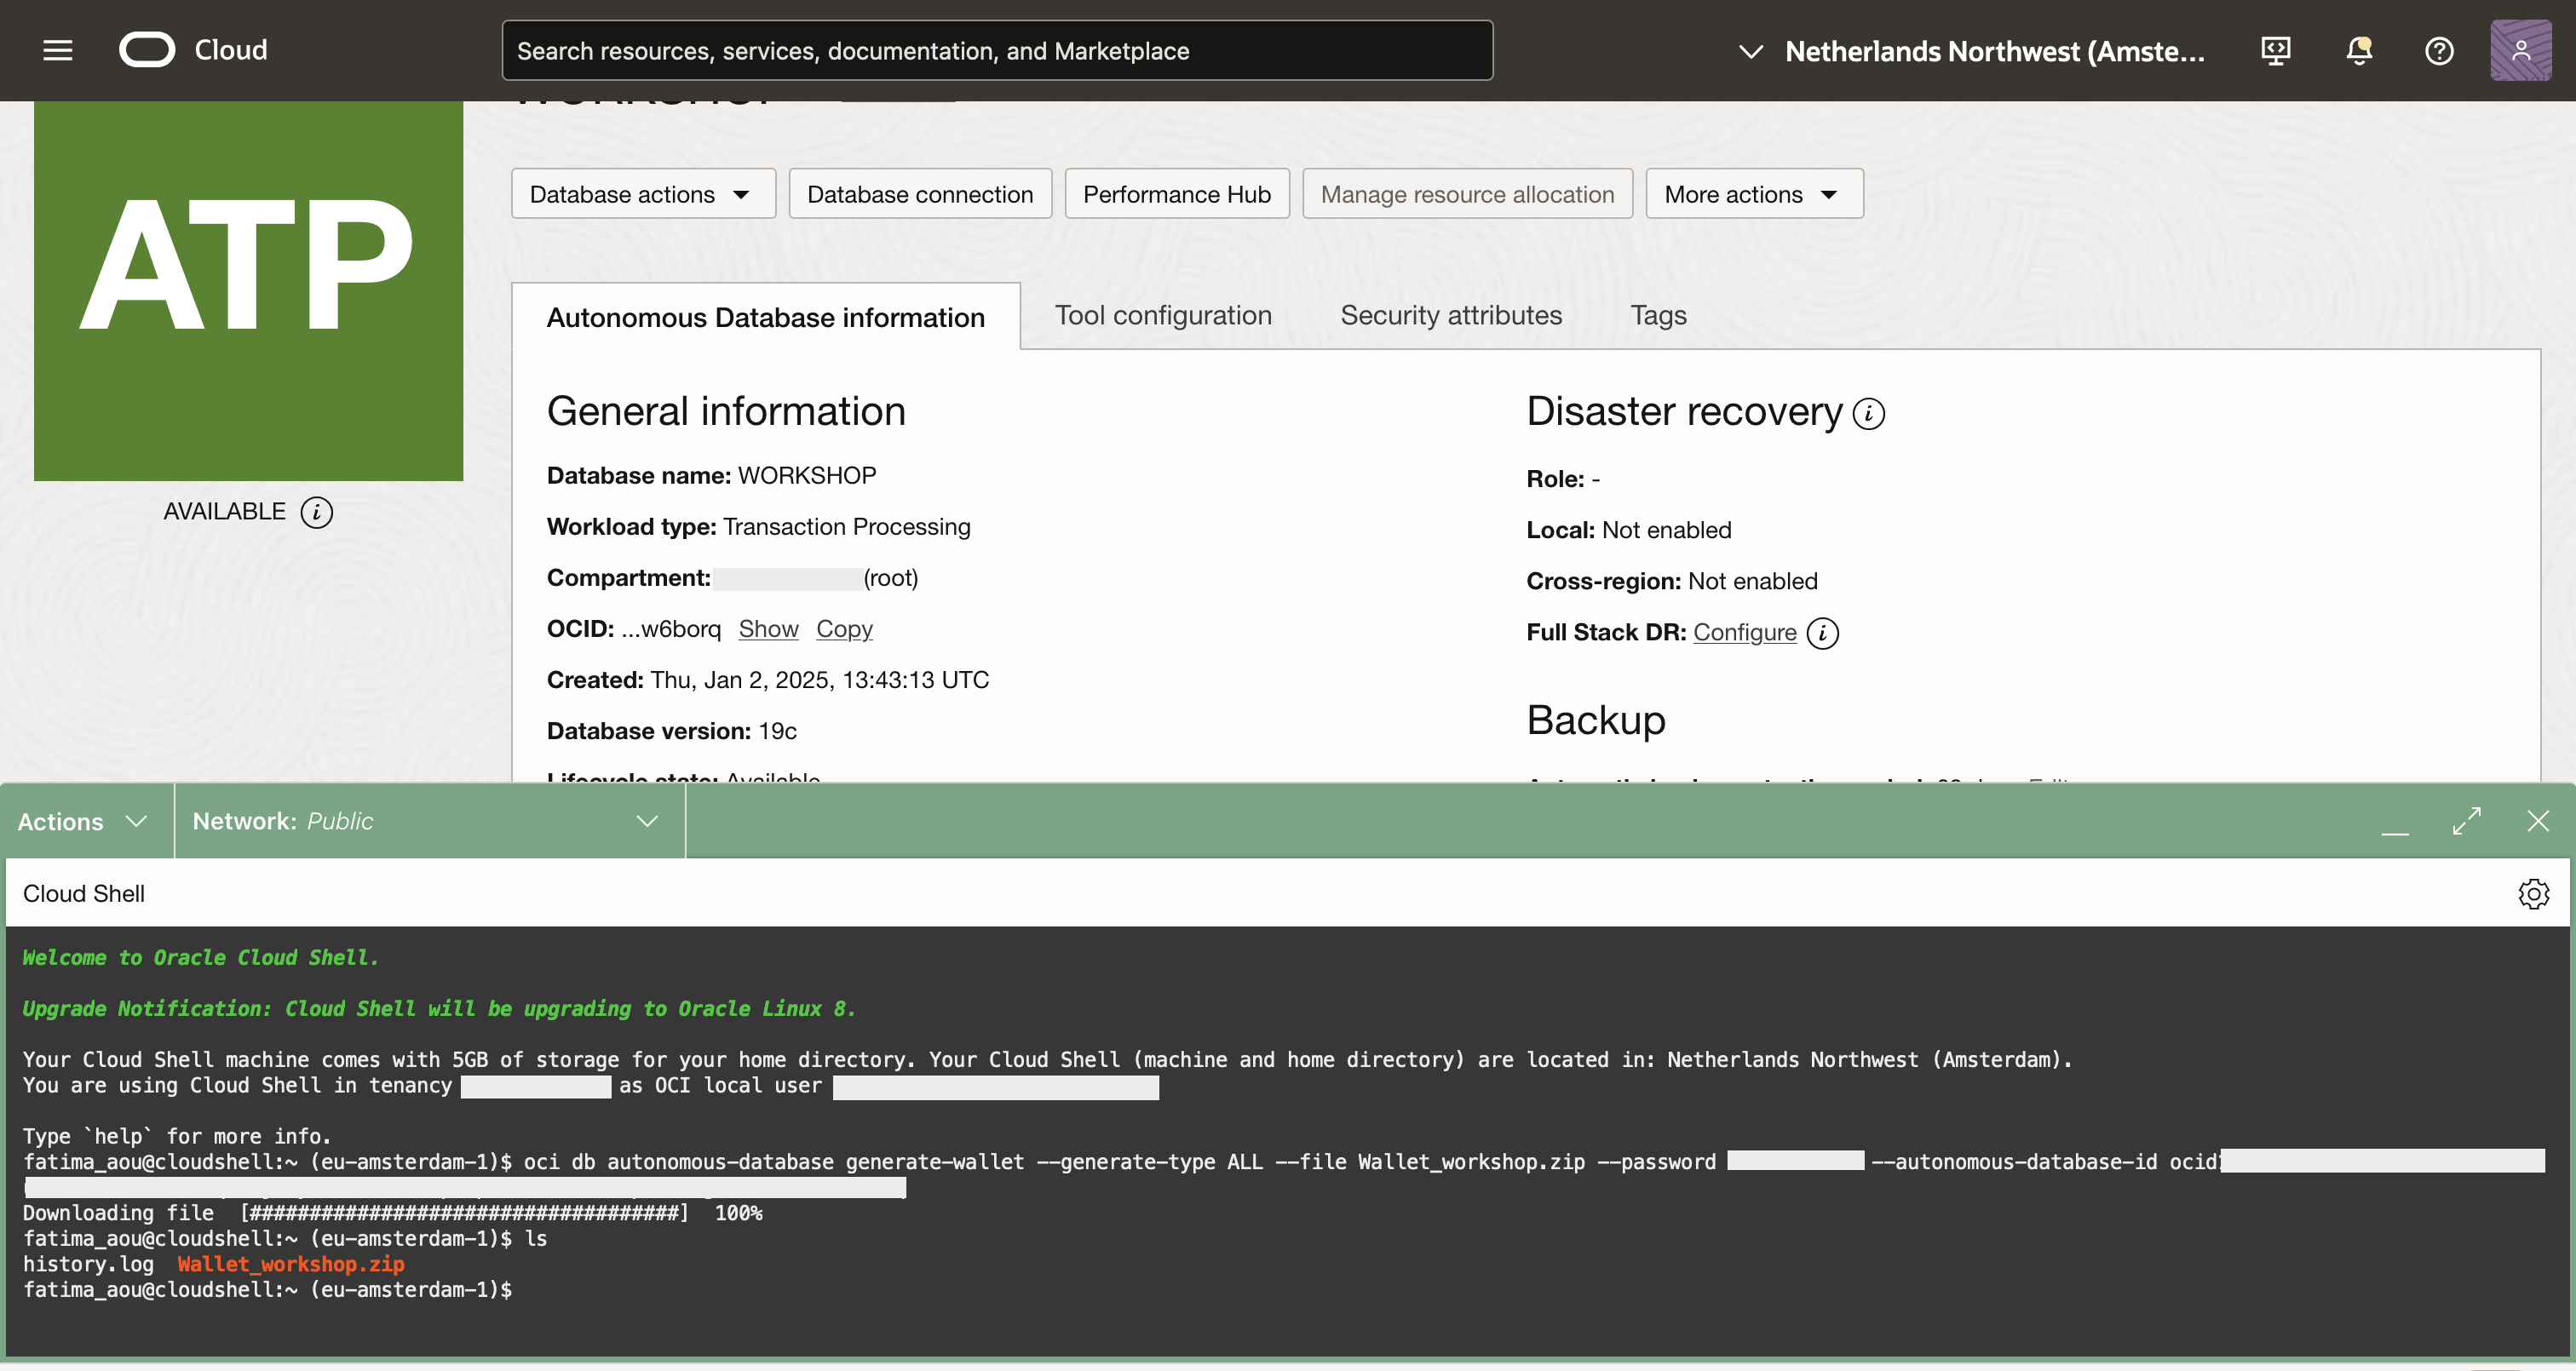 Cloud
Search resources, services, documentation, and Marketplace
Netherlands Northwest (Amste...
WORKSHOP
ATP
AVAILABLE
Database actions
Database connection
Performance Hub
Manage resource allocation
More actions
Autonomous Database information
Tool configuration
Security attributes
Tags
General information
Database name: WORKSHOP
Workload type: Transaction Processing
Compartment: (root)
OCID: ...w6borq Show Copy
Created: Thu, Jan 2, 2025, 13:43:13 UTC
Database version: 19c
Lifecycle state: Available
Disaster recovery
Role: -
Local: Not enabled
Cross-region: Not enabled
Full Stack DR: Configure
Backup
Actions
Network: Public
Cloud Shell
Welcome to Oracle Cloud Shell.
Upgrade Notification: Cloud Shell will be upgrading to Oracle Linux 8.
Your Cloud Shell machine comes with 5GB of storage for your home directory. Your Cloud Shell (machine and home directory) are located in: Netherlands Northwest (Amsterdam).
You are using Cloud Shell in tenancy as OCI local user
Type `help` for more info.
fatima_aou@cloudshell:~ (eu-amsterdam-1)$ oci db autonomous-database generate-wallet --generate-type ALL --file Wallet_workshop.zip --password --autonomous-database-id ocid
Downloating file [####################################] 100%
fatima_aou@cloudshell:~ (eu-amsterdam-1)$ ls
history.log Wallet_workshop.zip
fatima_aou@cloudshell:~ (eu-amsterdam-1)$